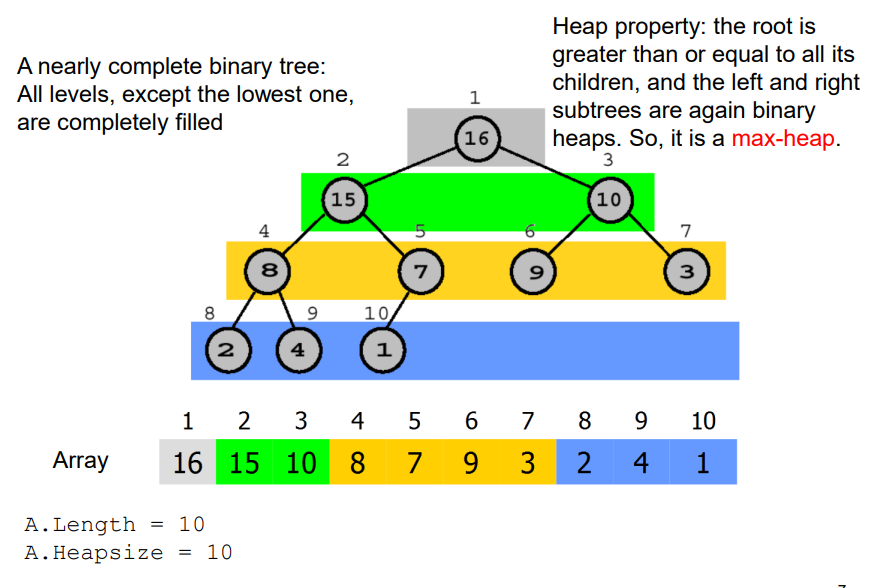 A nearly complete binary tree:
All levels, except the lowest one,
are completely filled
Heap property: the root is
greater than or equal to all its
children, and the left and right
subtrees are again binary
heaps. So, it is a max-heap.
1
16
2 3
15 10
4 5 6 7
8 7 9 3
8 9 10
2 4 1
1 2 3 4 5 6 7 8 9 10
Array 16 15 10 8 7 9 3 2 4 1
A.Length = 10
A.Heapsize = 10